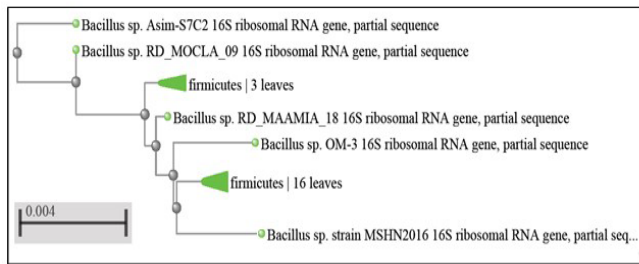 Bacillus sp. Asim-S7C2 16S ribosomal RNA gene, partial sequence
Bacillus sp. RD_MOCLA_09 16S ribosomal RNA gene, partial sequence
firmicutes | 3 leaves
Bacillus sp. RD_MAAMIA_18 16S ribosomal RNA gene, partial sequence
Bacillus sp. OM-3 16S ribosomal RNA gene, partial sequence
firmicutes | 16 leaves
0.004
Bacillus sp. strain MSHN2016 16S ribosomal RNA gene, partial seq...